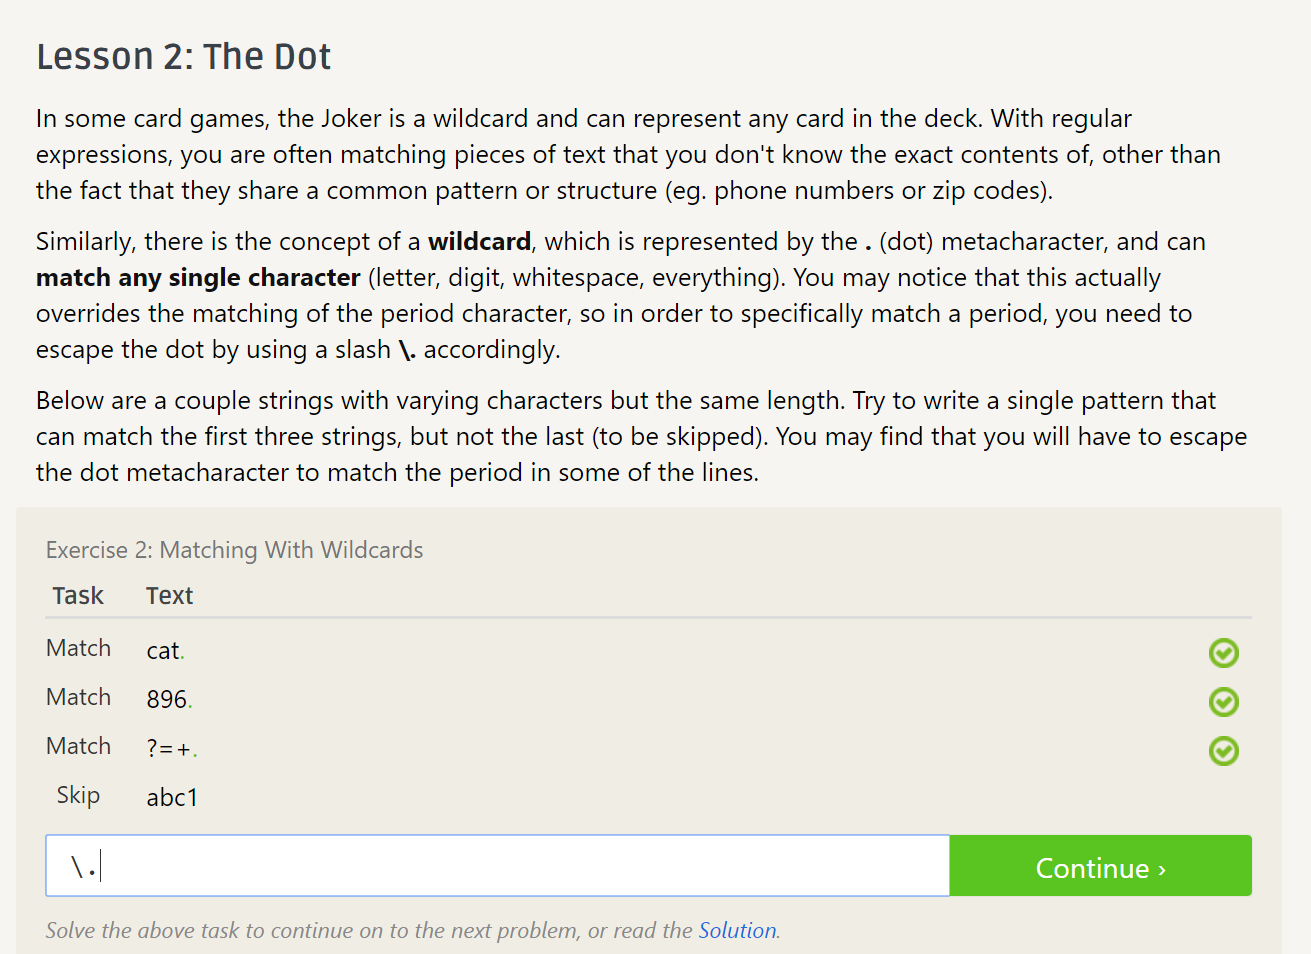 Lesson 2: The Dot
In some card games, the Joker is a wildcard and can represent any card in the deck. With regular
expressions, you are often matching pieces of text that you don't know the exact contents of, other than
the fact that they share a common pattern or structure (eg. phone numbers or zip codes).
Similarly, there is the concept of a wildcard, which is represented by the . (dot) metacharacter, and can
match any single character (letter, digit, whitespace, everything). You may notice that this actually
overrides the matching of the period character, so in order to specifically match a period, you need to
escape the dot by using a slash \. accordingly.
Below are a couple strings with varying characters but the same length. Try to write a single pattern that
can match the first three strings, but not the last (to be skipped). You may find that you will have to escape
the dot metacharacter to match the period in some of the lines.
Exercise 2: Matching With Wildcards
Task Text
Match cat.
Match 896.
Match ?=+.
Skip abc1
\. Continue ›
Solve the above task to continue on to the next problem, or read the Solution.